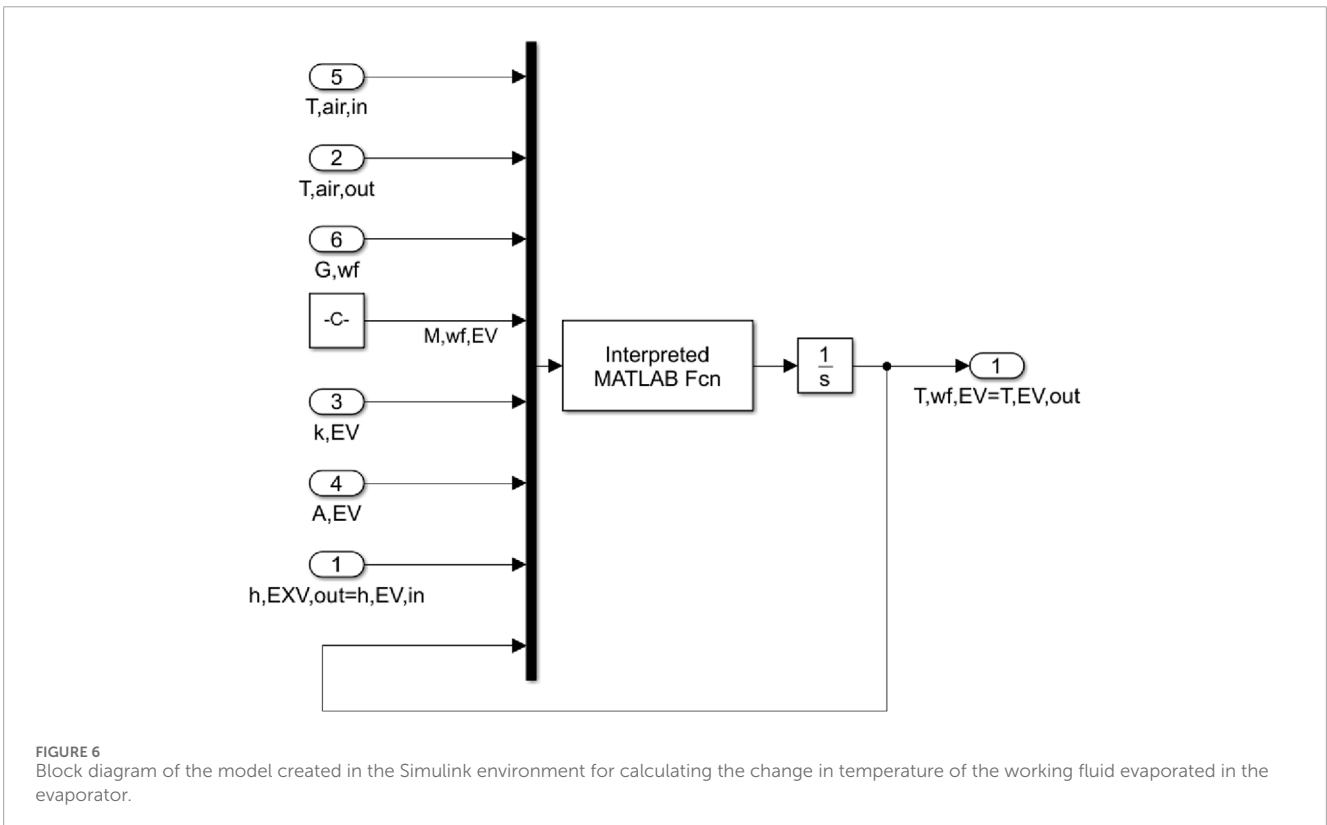 5
T,air,in
2
T,air,out
6
G,wf
-C-
M,wf,EV
3
k,EV
4
A,EV
1
h,EXV,out=h,EV,in
Interpreted
MATLAB Fcn
1
s
1
T,wf,EV=T,EV,out
FIGURE 6
Block diagram of the model created in the Simulink environment for calculating the change in temperature of the working fluid evaporated in the
evaporator.